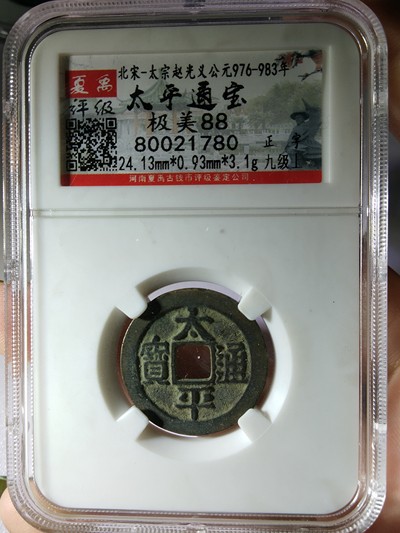 夏禹
评级
北宋-太宗赵光义公元976-983年
太平通宝
极美88
80021780
正字
24.13mm*0.93mm*3.1g 九级上
河南夏禹古钱币评级鉴定公司
太平通寳